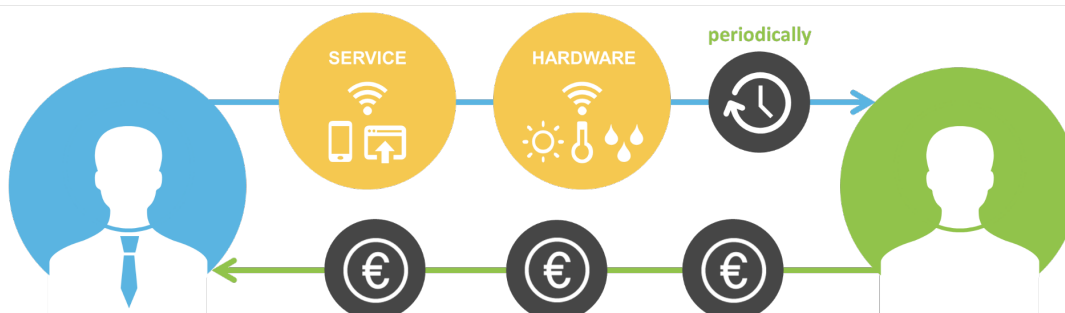 periodically
SERVICE
HARDWARE
€
€
€